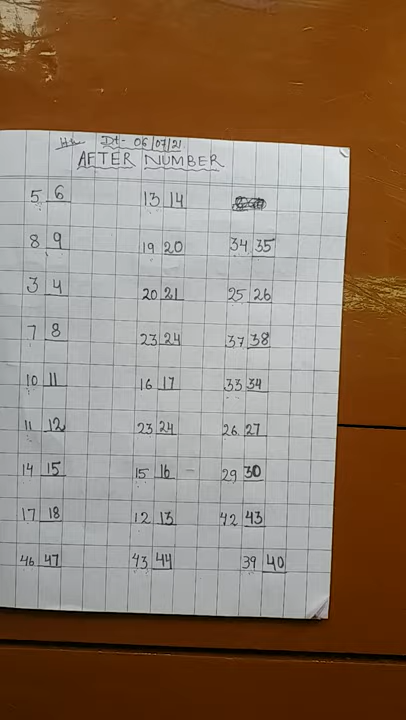 H.W Dt- 06/07/21
AFTER NUMBER
5 6 13 14
8 9 19 20 34 35
3 4 20 21 25 26
7 8 23 24 37 38
10 11 16 17 33 34
11 12 23 24 26 27
14 15 15 16 29 30
17 18 12 13 42 43
46 47 43 44 39 40